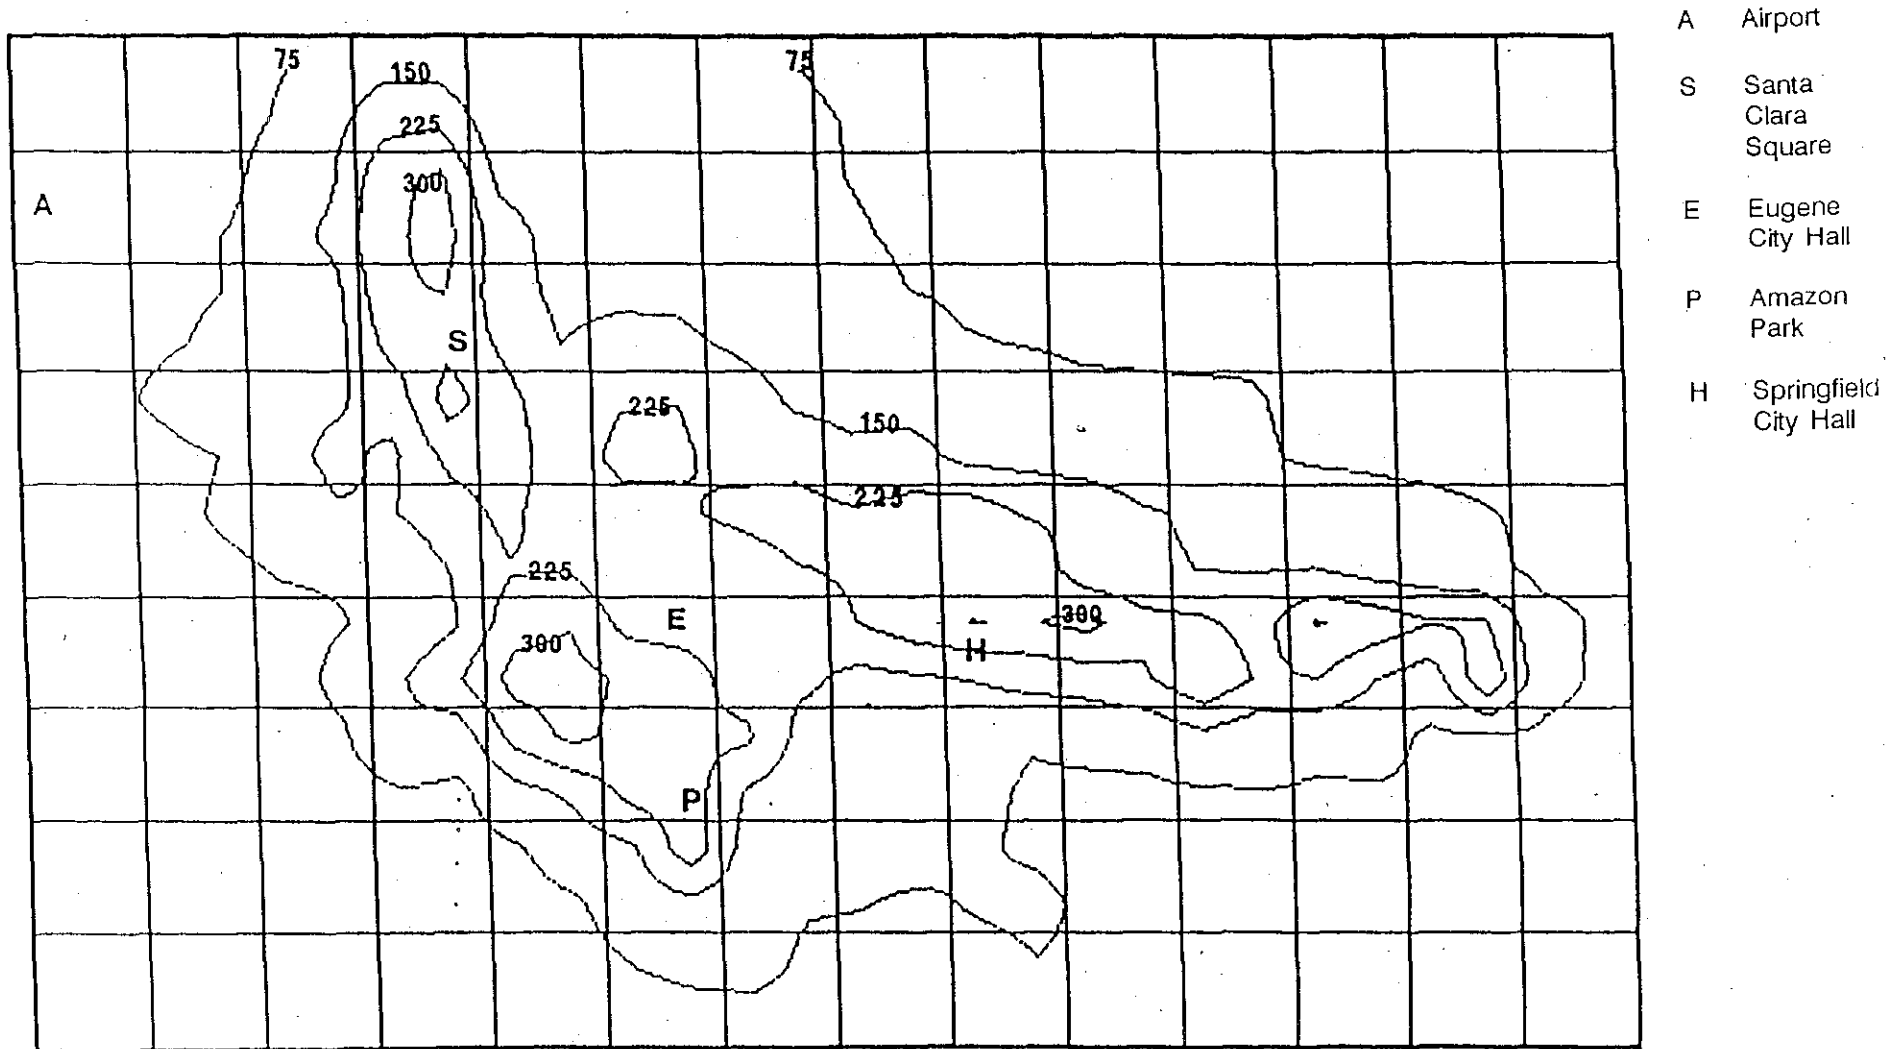 75
75
150
225
300
A
S
225
150
225
225
E
300
300
H
P
A Airport
S Santa
Clara
Square
E Eugene
City Hall
P Amazon
Park
H Springfield
City Hall